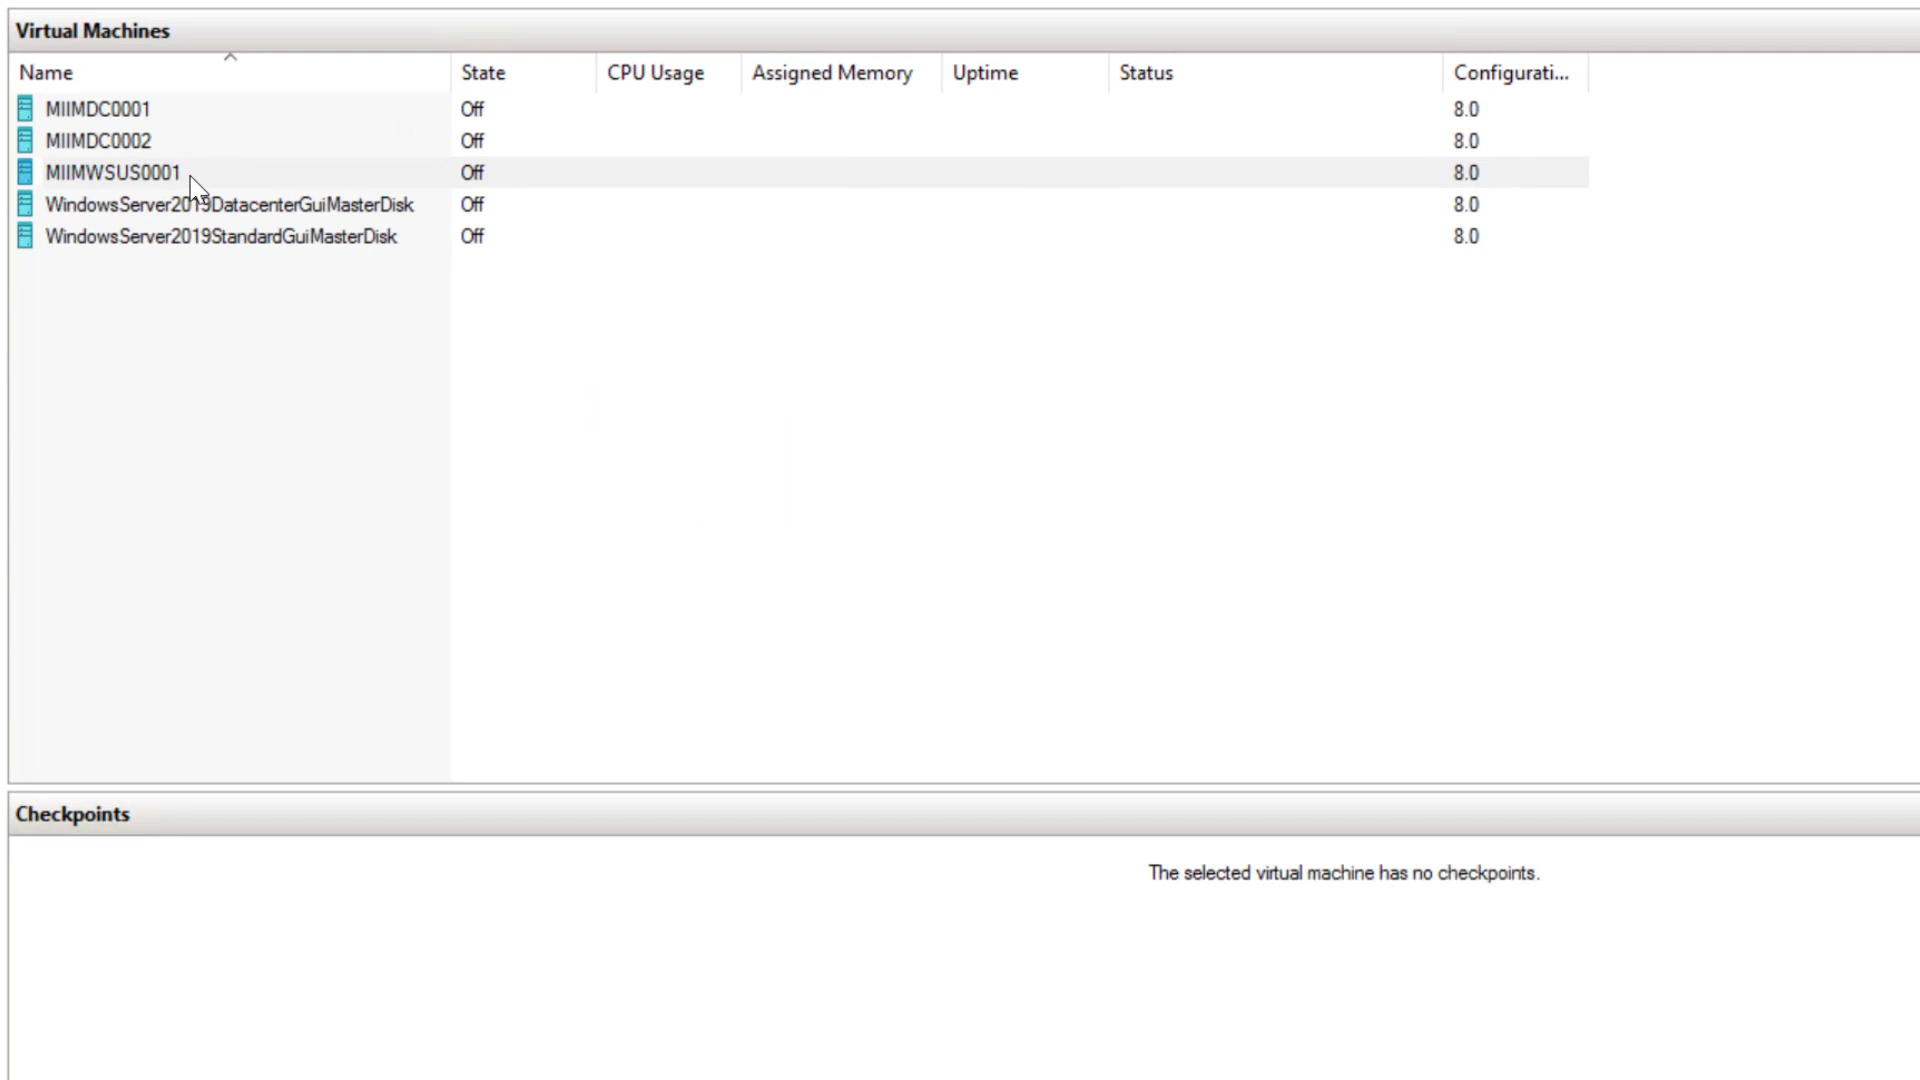 Virtual Machines
Name State CPU Usage Assigned Memory Uptime Status Configurati...
MIIMDC0001 Off 8.0
MIIMDC0002 Off 8.0
MIIMWSUS0001 Off 8.0
WindowsServer2019DatacenterGuiMasterDisk Off 8.0
WindowsServer2019StandardGuiMasterDisk Off 8.0
Checkpoints
The selected virtual machine has no checkpoints.